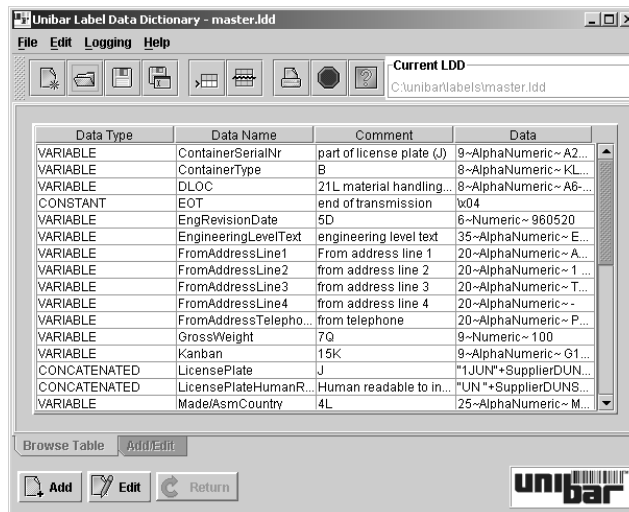 Unibar Label Data Dictionary - master.ldd
File Edit Logging Help
Current LDD
C:\unibar\labels\master.ldd
Data Type Data Name Comment Data
VARIABLE ContainerSerialNr part of license plate (J) 9~AlphaNumeric~ A2...
VARIABLE ContainerType B 8~AlphaNumeric~ KL...
VARIABLE DLOC 21L material handling... 8~AlphaNumeric~ A6-...
CONSTANT EOT end of transmission \x04
VARIABLE EngRevisionDate 5D 6~Numeric~ 960520
VARIABLE EngineeringLevelText engineering level text 35~AlphaNumeric~ E...
VARIABLE FromAddressLine1 From address line 1 20~AlphaNumeric~ A...
VARIABLE FromAddressLine2 from address line 2 20~AlphaNumeric~ 1 ...
VARIABLE FromAddressLine3 from address line 3 20~AlphaNumeric~ T...
VARIABLE FromAddressLine4 from address line 4 20~AlphaNumeric~ -
VARIABLE FromAddressTelepho... from telephone 20~AlphaNumeric~ P...
VARIABLE GrossWeight 7Q 9~Numeric~ 100
VARIABLE Kanban 15K 9~AlphaNumeric~ G1...
CONCATENATED LicensePlate J "1JUN"+SupplierDUN...
CONCATENATED LicensePlateHumanR... Human readable to in... "UN "+SupplierDUNS...
VARIABLE Made/AsmCountry 4L 25~AlphaNumeric~ M...
Browse Table Add/Edit
Add Edit Return
unibar